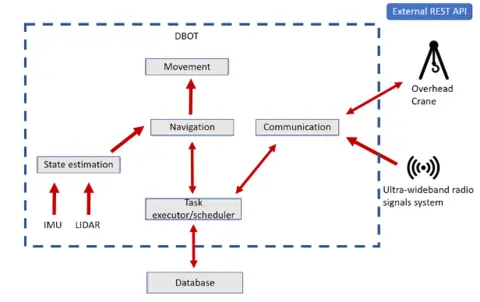 External REST API
DBOT
Movement
Overhead
Crane
Navigation
Communication
State estimation
Ultra-wideband radio
signals system
Task
executor/scheduler
IMU
LIDAR
Database